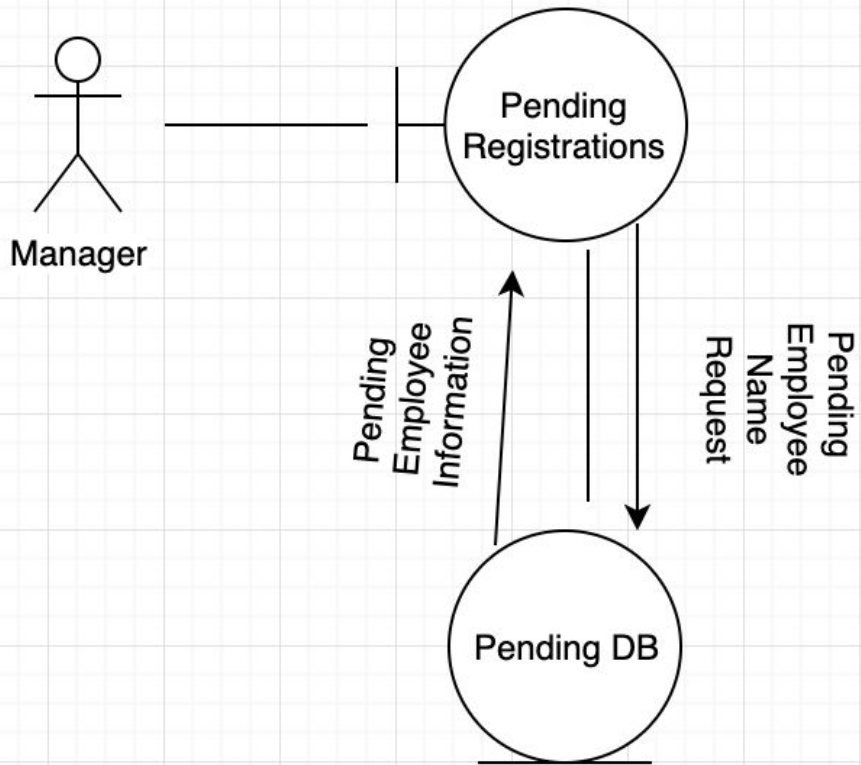 Pending
Registrations
Manager
Pending
Employee
Information
Pending
Employee
Name
Request
Pending DB